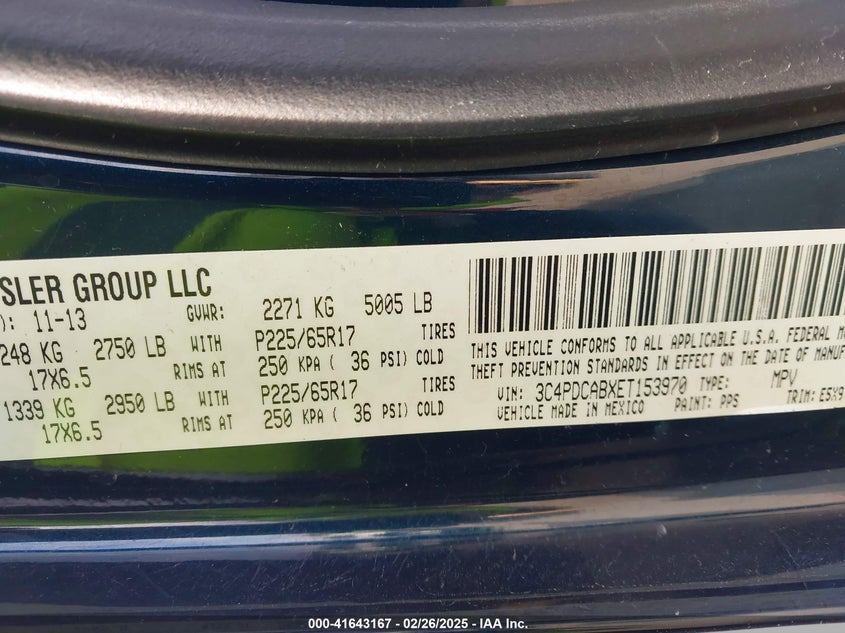 SLER GROUP LLC
): 11-13 GVWR: 2271 KG 5005 LB
248 KG 2750 LB WITH P225/65R17 TIRES
17X6.5 RIMS AT 250 KPA ( 36 PSI) COLD
1339 KG 2950 LB WITH P225/65R17 TIRES
17X6.5 RIMS AT 250 KPA ( 36 PSI) COLD
THIS VEHICLE CONFORMS TO ALL APPLICABLE U.S.A. FEDERAL M
THEFT PREVENTION STANDARDS IN EFFECT ON THE DATE OF MANUF
VIN: 3C4PDCABXET153970 TYPE: MPV
VEHICLE MADE IN MEXICO PAINT: PPS TRIM: E5X9
000-41643167 - 02/26/2025 - IAA Inc.